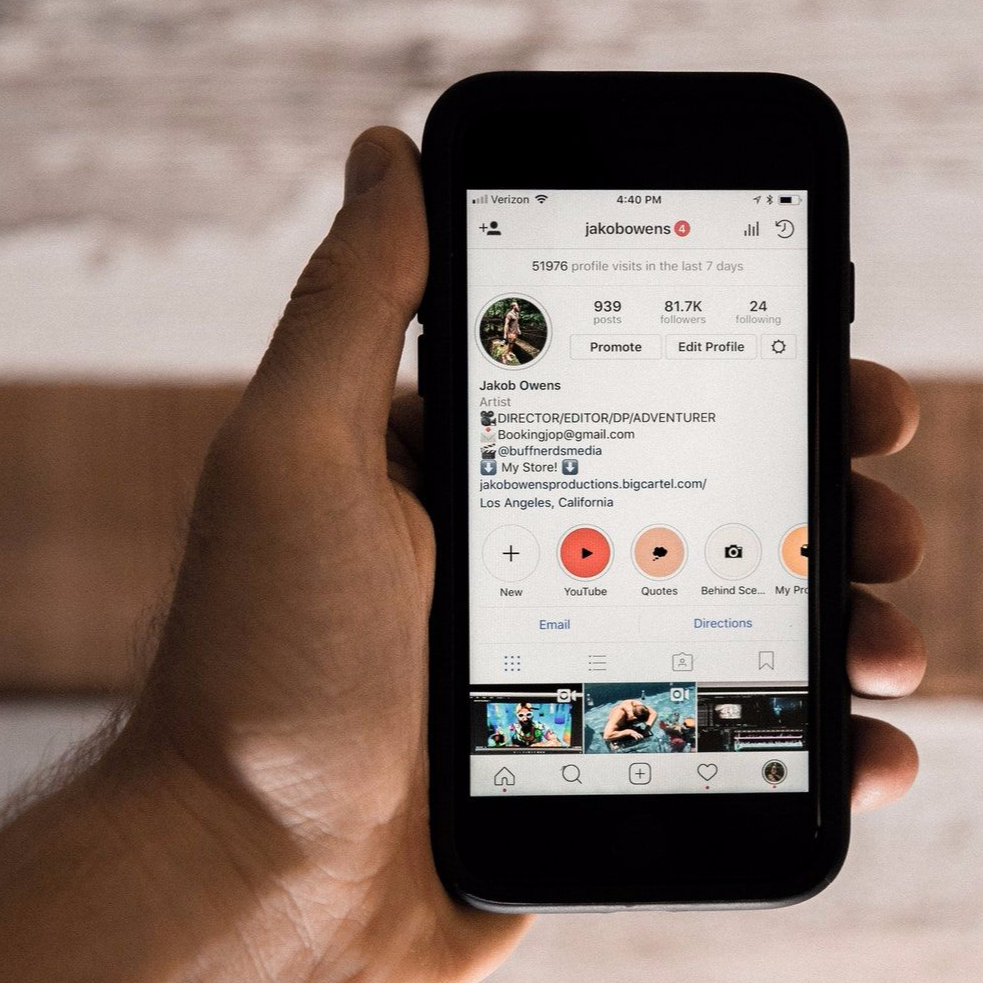 Verizon 4:40 PM
jakobowens 4
51976 profile visits in the last 7 days
939 81.7K 24
posts followers following
Promote Edit Profile
Jakob Owens
Artist
🎥DIRECTOR/EDITOR/DP/ADVENTURER
📩Bookingjop@gmail.com
🎬@buffnerdsmedia
⬇️ My Store! ⬇️
jakobowensproductions.bigcartel.com/
Los Angeles, California
New YouTube Quotes Behind Sce... My Pro
Email Directions